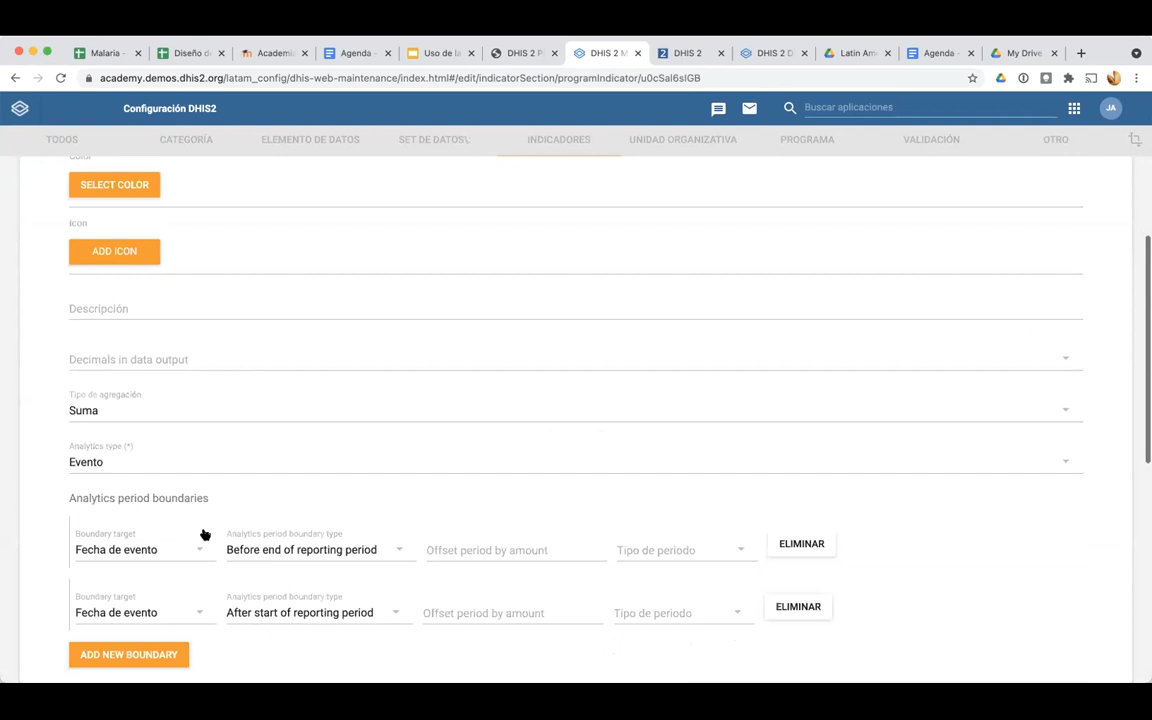 Malaria -
Diseño de
Academia
Agenda -
Uso de la
DHIS 2 P
DHIS 2 M
DHIS 2
DHIS 2 D
Latin Am
Agenda -
My Drive
academy.demos.dhis2.org/latam_config/dhis-web-maintenance/index.html#/edit/indicatorSection/programIndicator/u0cSal6sIGB
Configuración DHIS2
Buscar aplicaciones
JA
TODOS
CATEGORÍA
ELEMENTO DE DATOS
SET DE DATOS\;
INDICADORES
UNIDAD ORGANIZATIVA
PROGRAMA
VALIDACIÓN
OTRO
Color
SELECT COLOR
Icon
ADD ICON
Descripción
Decimals in data output
Tipo de agregación
Suma
Analytics type (*)
Evento
Analytics period boundaries
Boundary target
Analytics period boundary type
Fecha de evento
Before end of reporting period
Offset period by amount
Tipo de periodo
ELIMINAR
Boundary target
Analytics period boundary type
Fecha de evento
After start of reporting period
Offset period by amount
Tipo de periodo
ELIMINAR
ADD NEW BOUNDARY